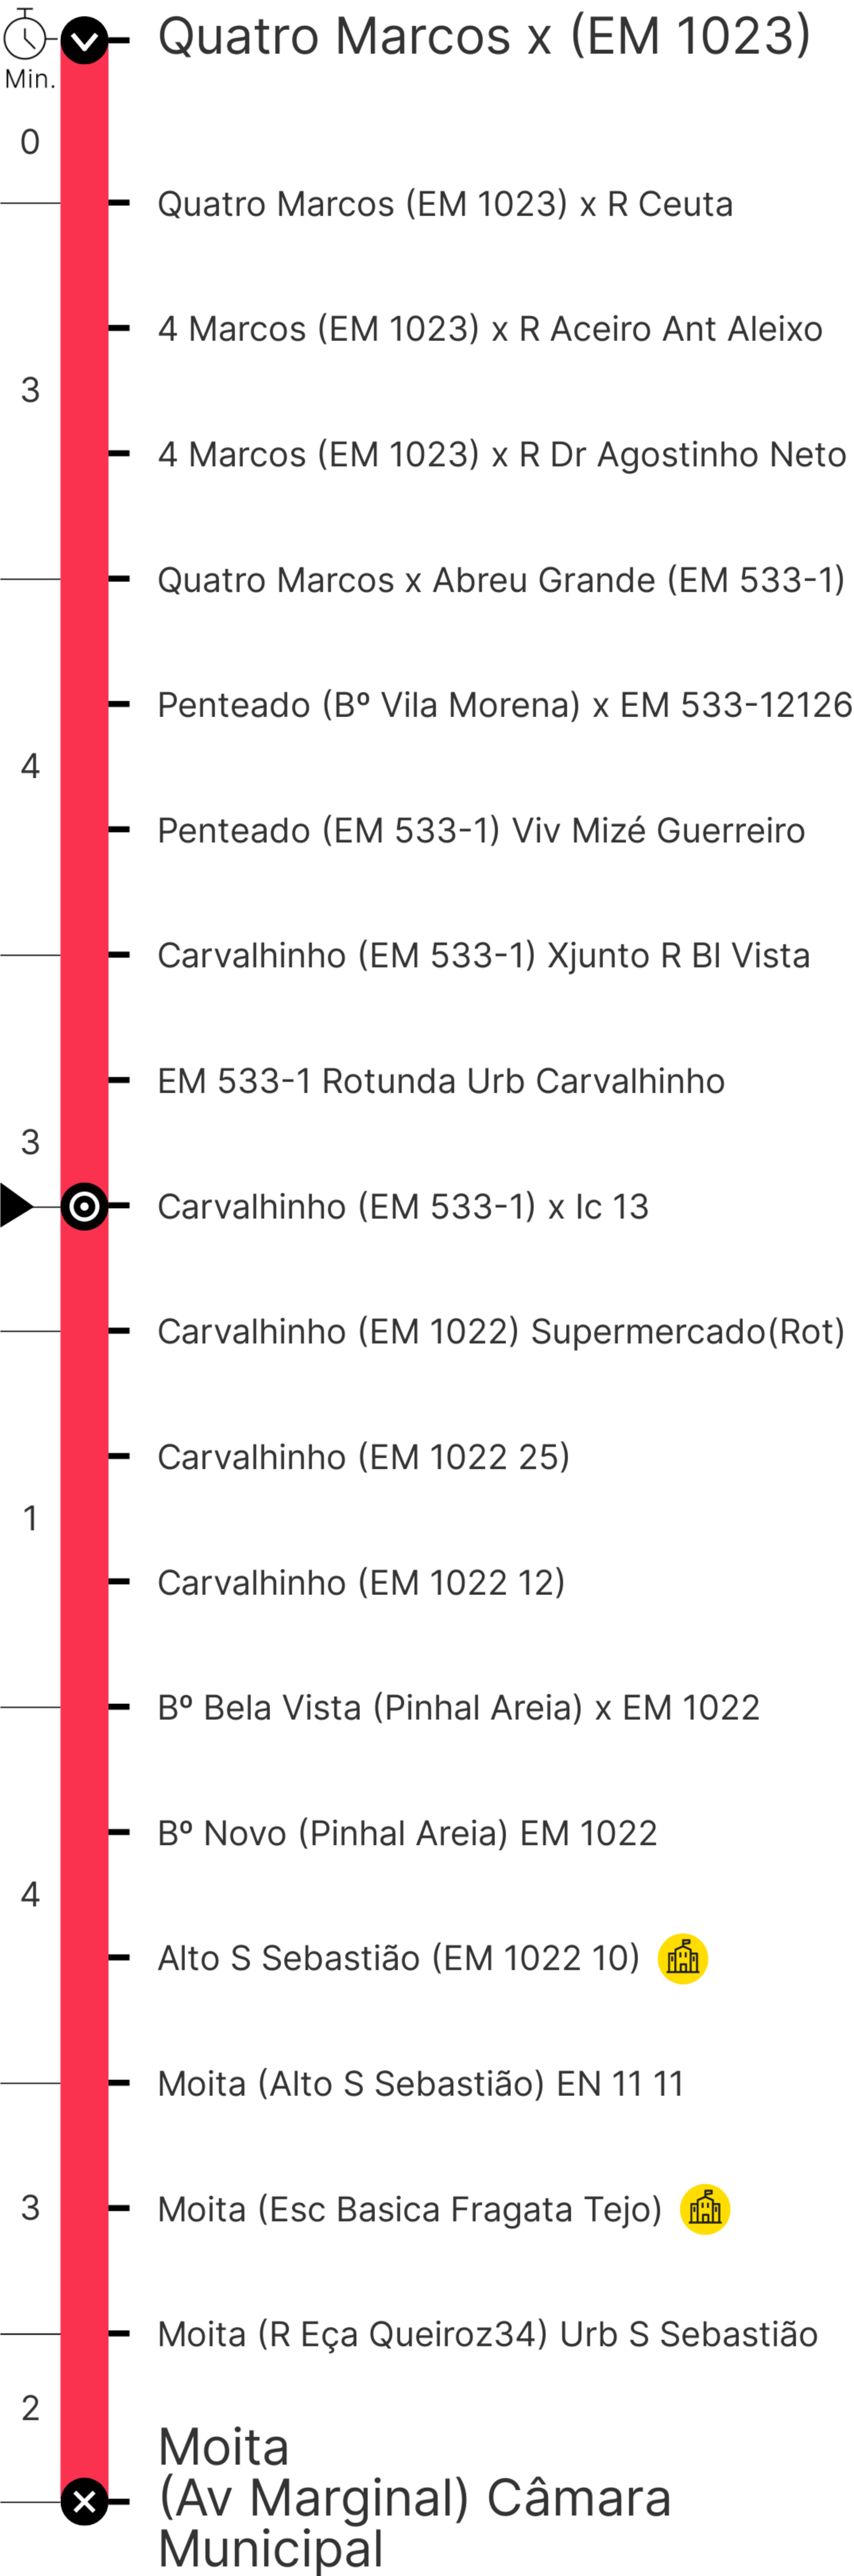 Quatro Marcos x (EM 1023)
Min.
0
Quatro Marcos (EM 1023) x R Ceuta
4 Marcos (EM 1023) x R Aceiro Ant Aleixo
3
4 Marcos (EM 1023) x R Dr Agostinho Neto
Quatro Marcos x Abreu Grande (EM 533-1)
Penteado (Bº Vila Morena) x EM 533-12126
4
Penteado (EM 533-1) Viv Mizé Guerreiro
Carvalhinho (EM 533-1) Xjunto R Bl Vista
EM 533-1 Rotunda Urb Carvalhinho
3
Carvalhinho (EM 533-1) x Ic 13
Carvalhinho (EM 1022) Supermercado(Rot)
Carvalhinho (EM 1022 25)
1
Carvalhinho (EM 1022 12)
Bº Bela Vista (Pinhal Areia) x EM 1022
Bº Novo (Pinhal Areia) EM 1022
4
Alto S Sebastião (EM 1022 10)
Moita (Alto S Sebastião) EN 11 11
3
Moita (Esc Basica Fragata Tejo)
Moita (R Eça Queiroz34) Urb S Sebastião
2
Moita
(Av Marginal) Câmara
Municipal